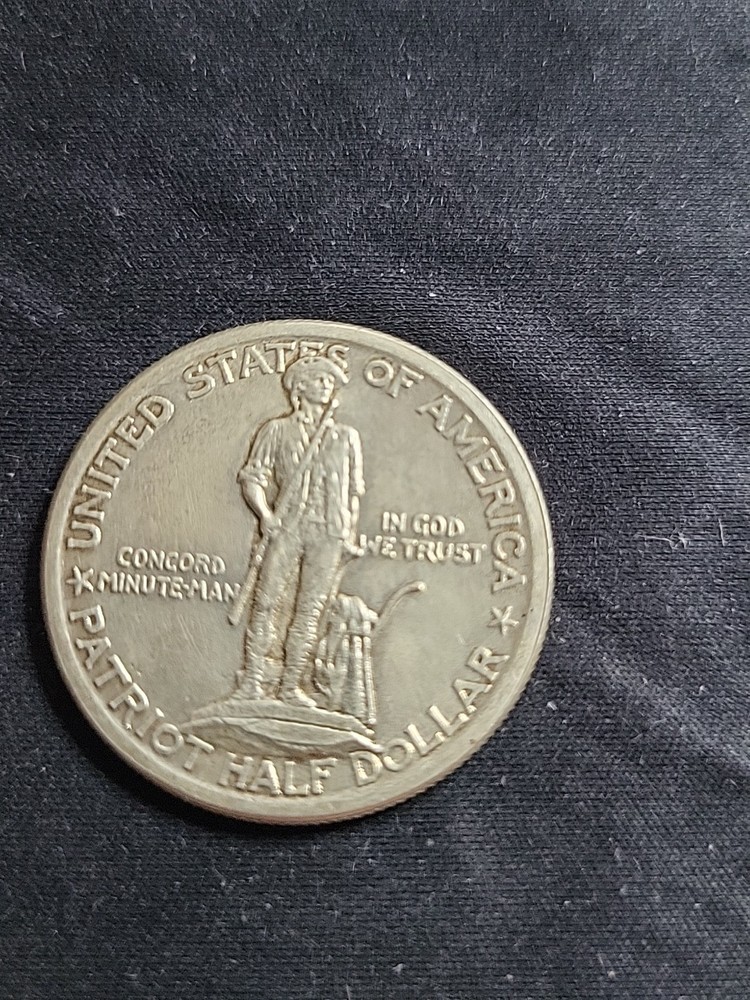 UNITED STATES OF AMERICA
IN GOD
WE TRUST
CONCORD
MINUTE-MAN
PATRIOT HALF DOLLAR